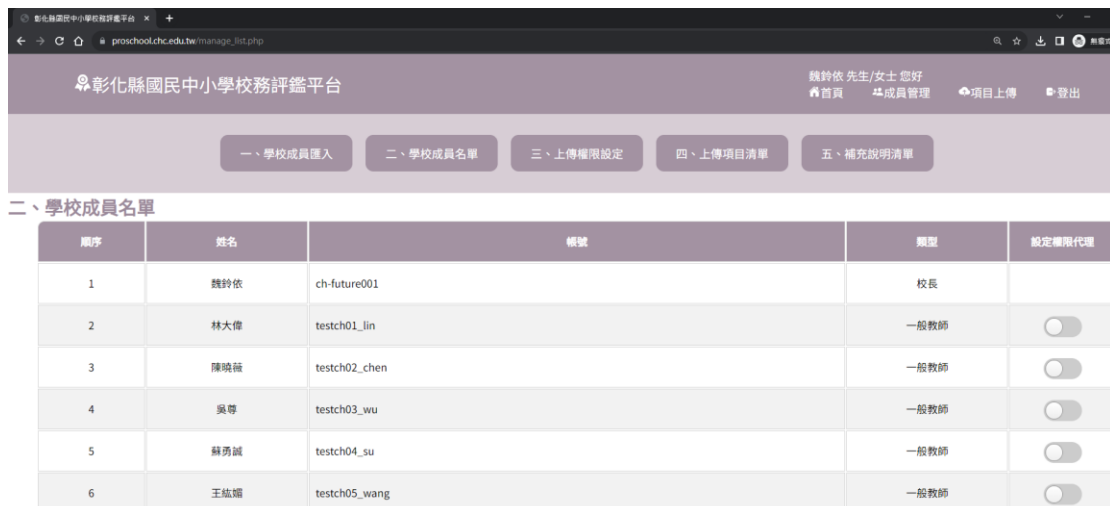 彰化縣國民中小學校務評鑑平台
proschool.chc.edu.tw/manage_list.php
無痕式
彰化縣國民中小學校務評鑑平台
魏鈴依 先生/女士 您好
首頁 成員管理 項目上傳 登出
一、學校成員匯入 二、學校成員名單 三、上傳權限設定 四、上傳項目清單 五、補充說明清單
二、學校成員名單
順序 姓名 帳號 類型 設定權限代理
1 魏鈴依 ch-future001 校長
2 林大偉 testch01_lin 一般教師
3 陳曉薇 testch02_chen 一般教師
4 吳尊 testch03_wu 一般教師
5 蘇勇誠 testch04_su 一般教師
6 王紘媚 testch05_wang 一般教師